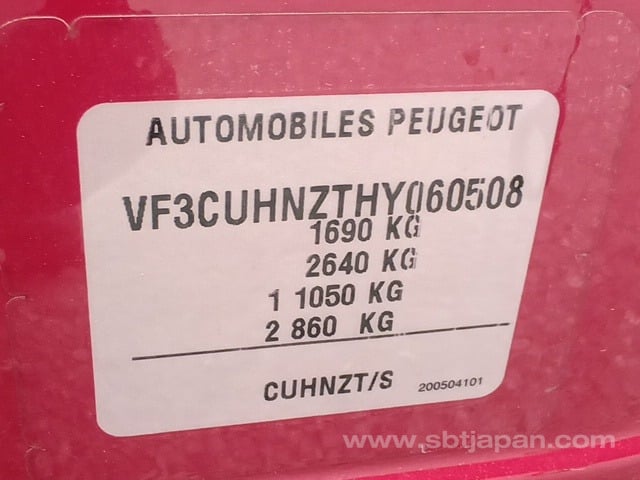 AUTOMOBILES PEUGEOT
VF3CUHNZTHY060508
1690 KG
2640 KG
1 1050 KG
2 860 KG
CUHNZT/S 200504101
www.sbtjapan.com